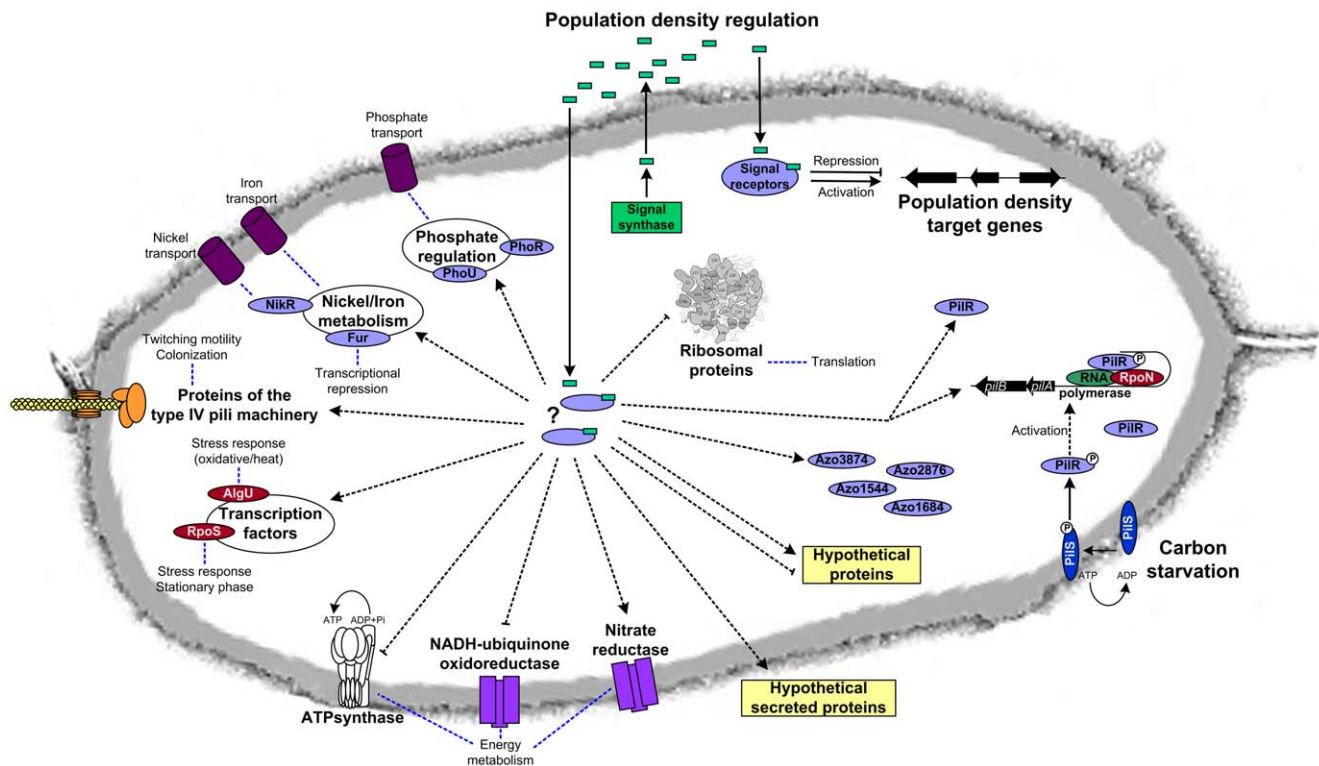 Population density regulation
Phosphate
transport
Iron
transport
Nickel
transport
Signal
receptors
Repression
Activation
Population density
target genes
Signal
synthase
Phosphate
regulation
PhoR
PhoU
NikR
Nickel/Iron
metabolism
Fur
Transcriptional
repression
Ribosomal
proteins
Translation
PilR
Twitching motility
Colonization
Proteins of the
type IV pili machinery
?
pilB
pilA
PilR
P
RNA
RpoN
polymerase
Activation
PilR
PilR
P
Stress response
(oxidative/heat)
AlgU
Transcription
factors
RpoS
Stress response
Stationary phase
Azo3874
Azo2876
Azo1544
Azo1684
Hypothetical
proteins
P
PilS
PilS
ATP
ADP
Carbon
starvation
ATP
ADP+Pi
ATPsynthase
NADH-ubiquinone
oxidoreductase
Nitrate
reductase
Energy
metabolism
Hypothetical
secreted proteins